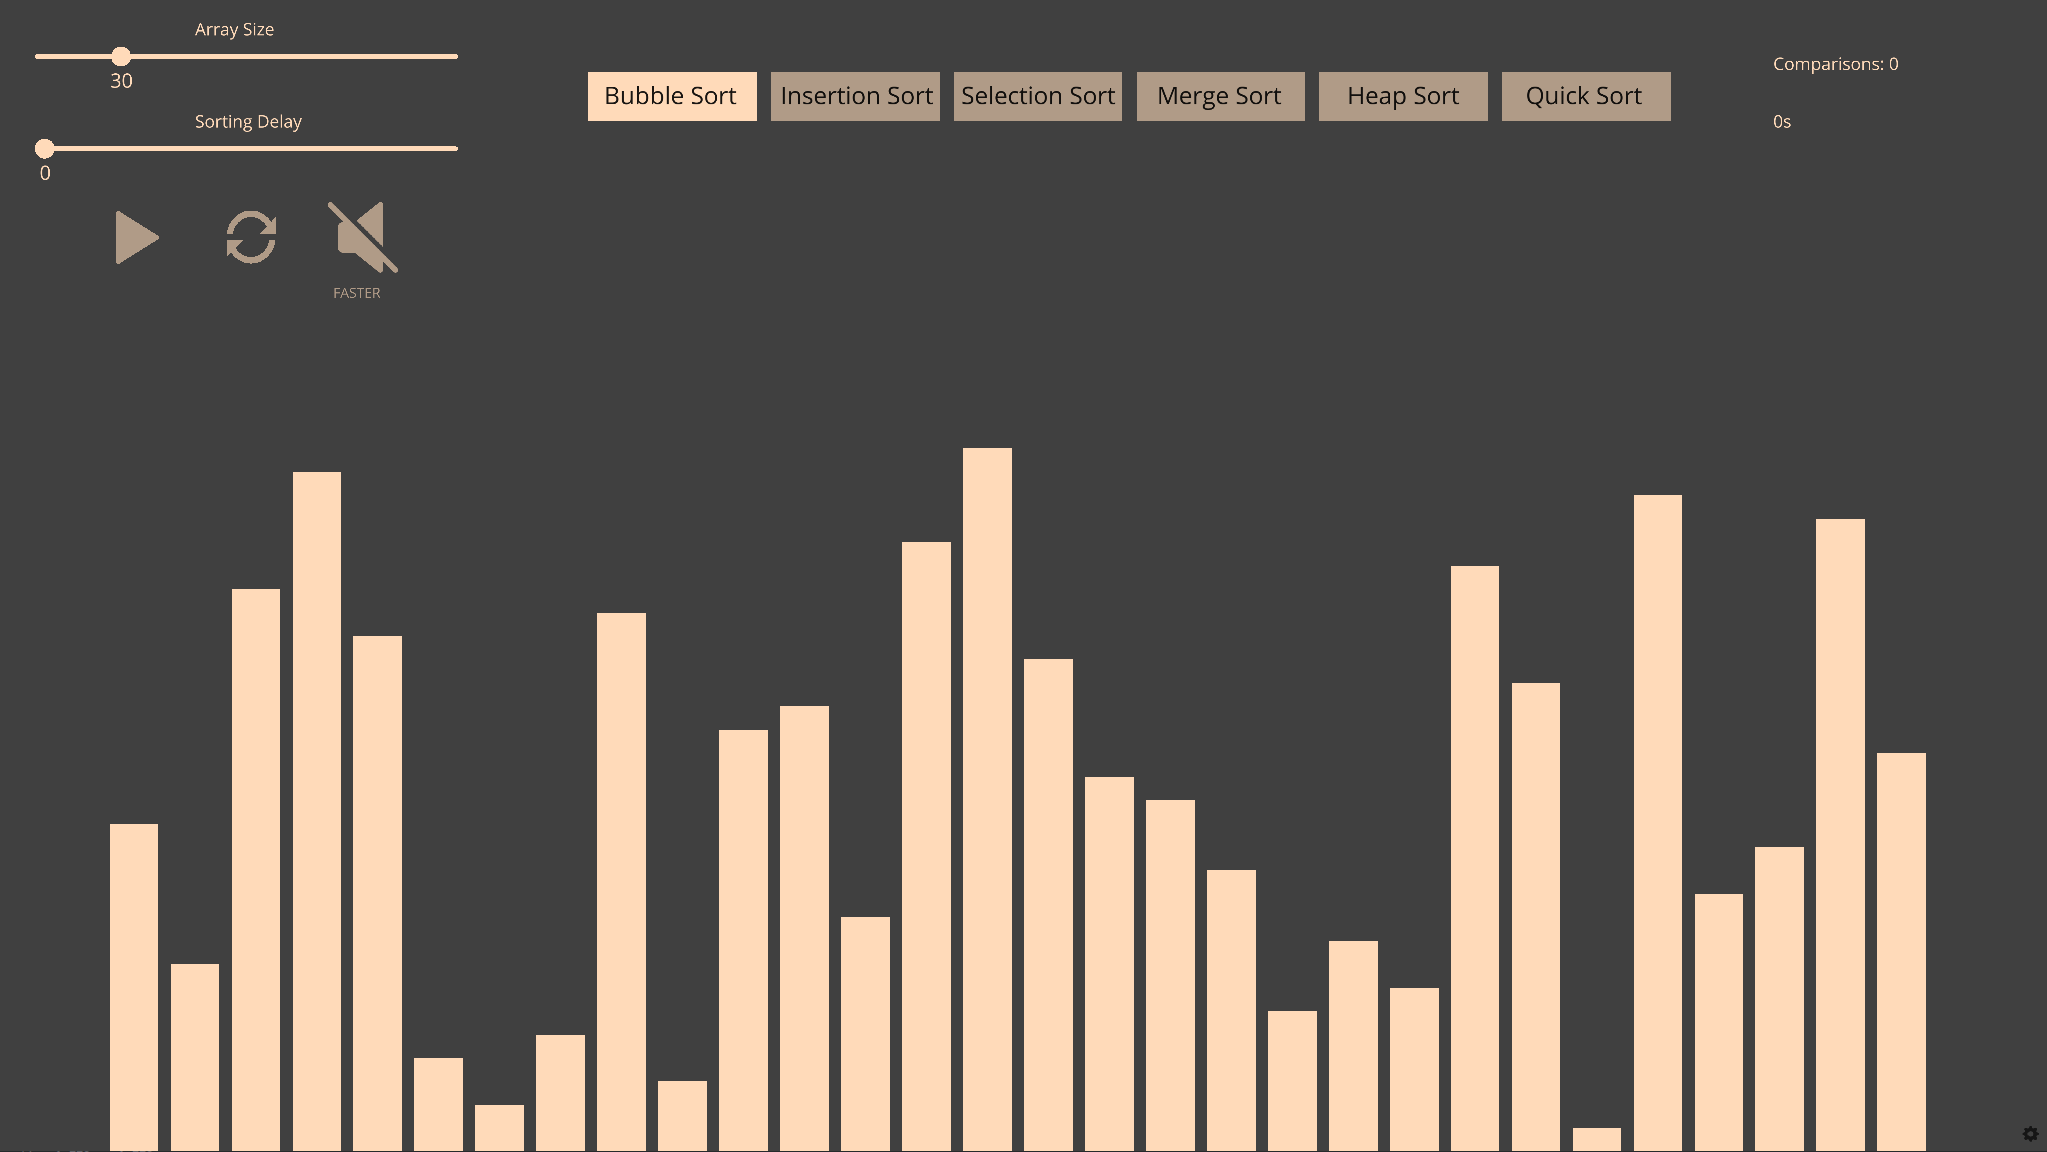 Array Size
30
Sorting Delay
0
FASTER
Bubble Sort
Insertion Sort
Selection Sort
Merge Sort
Heap Sort
Quick Sort
Comparisons: 0
0s